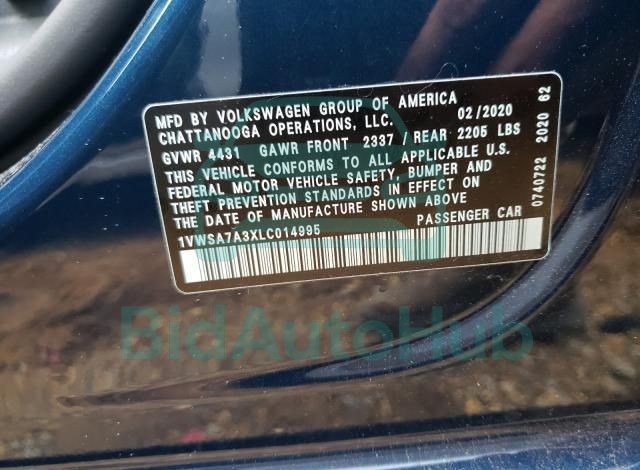 MFD BY VOLKSWAGEN GROUP OF AMERICA
CHATTANOOGA OPERATIONS, LLC. 02/2020
GVWR 4431 GAWR FRONT 2337 / REAR 2205 LBS
THIS VEHICLE CONFORMS TO ALL APPLICABLE U.S.
FEDERAL MOTOR VEHICLE SAFETY, BUMPER AND
THEFT PREVENTION STANDARDS IN EFFECT ON
THE DATE OF MANUFACTURE SHOWN ABOVE
1VWSA7A3XLC014995 PASSENGER CAR
0740722 2020 62
BidAutoHub